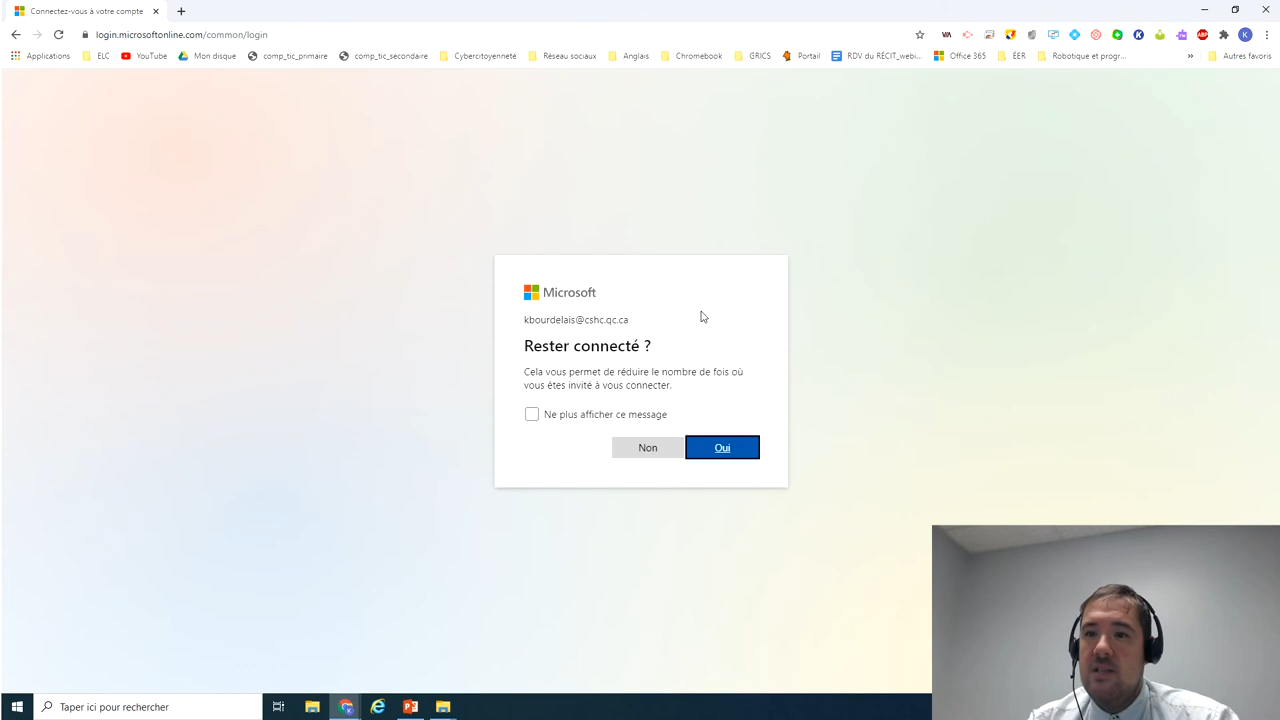 Connectez-vous à votre compte
login.microsoftonline.com/common/login
Applications ELC YouTube Mon disque comp_tic_primaire comp_tic_secondaire Cybercitoyenneté Réseau sociaux Anglais Chromebook GRICS Portail RDV du RÉCIT_webi... Office 365 ÉER Robotique et progr... » Autres favoris
Microsoft
kbourdelais@cshc.qc.ca
Rester connecté ?
Cela vous permet de réduire le nombre de fois où
vous êtes invité à vous connecter.
Ne plus afficher ce message
Non Oui
Taper ici pour rechercher